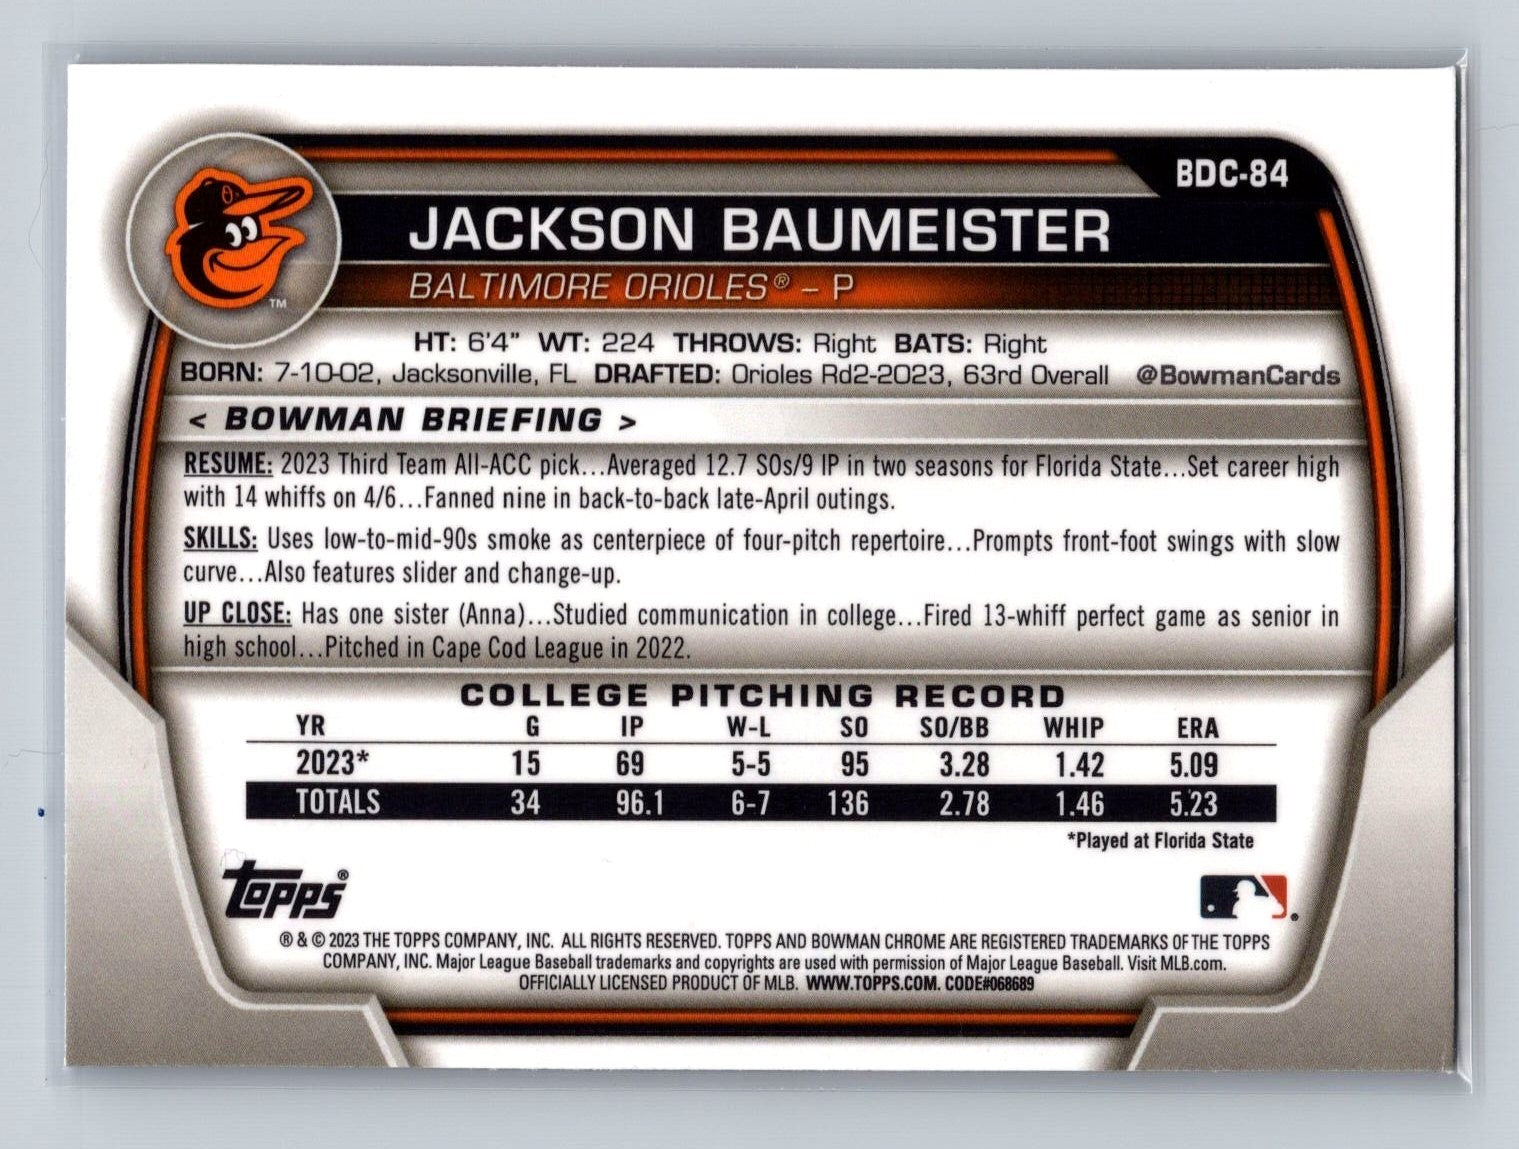 BDC-84
JACKSON BAUMEISTER
BALTIMORE ORIOLES® – P
TM
HT: 6'4" WT: 224 THROWS: Right BATS: Right
BORN: 7-10-02, Jacksonville, FL DRAFTED: Orioles Rd2-2023, 63rd Overall @BowmanCards
< BOWMAN BRIEFING >
RESUME: 2023 Third Team All-ACC pick...Averaged 12.7 SOs/9 IP in two seasons for Florida State...Set career high
with 14 whiffs on 4/6...Fanned nine in back-to-back late-April outings.
SKILLS: Uses low-to-mid-90s smoke as centerpiece of four-pitch repertoire...Prompts front-foot swings with slow
curve...Also features slider and change-up.
UP CLOSE: Has one sister (Anna)...Studied communication in college...Fired 13-whiff perfect game as senior in
high school...Pitched in Cape Cod League in 2022.
COLLEGE PITCHING RECORD
YR G IP W-L SO SO/BB WHIP ERA
2023* 15 69 5-5 95 3.28 1.42 5.09
TOTALS 34 96.1 6-7 136 2.78 1.46 5.23
*Played at Florida State
Topps®
® & © 2023 THE TOPPS COMPANY, INC. ALL RIGHTS RESERVED. TOPPS AND BOWMAN CHROME ARE REGISTERED TRADEMARKS OF THE TOPPS
COMPANY, INC. Major League Baseball trademarks and copyrights are used with permission of Major League Baseball. Visit MLB.com.
OFFICIALLY LICENSED PRODUCT OF MLB. WWW.TOPPS.COM. CODE#068689